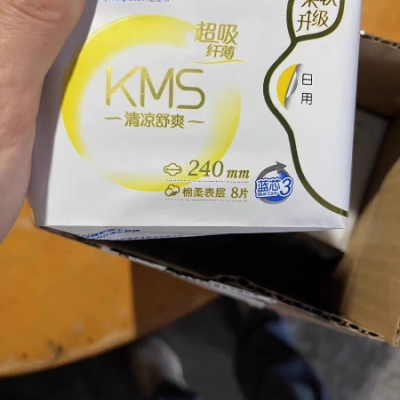 升级
超吸
纤薄
KMS
清凉舒爽
日用
240mm
棉柔表层 8片
蓝芯3